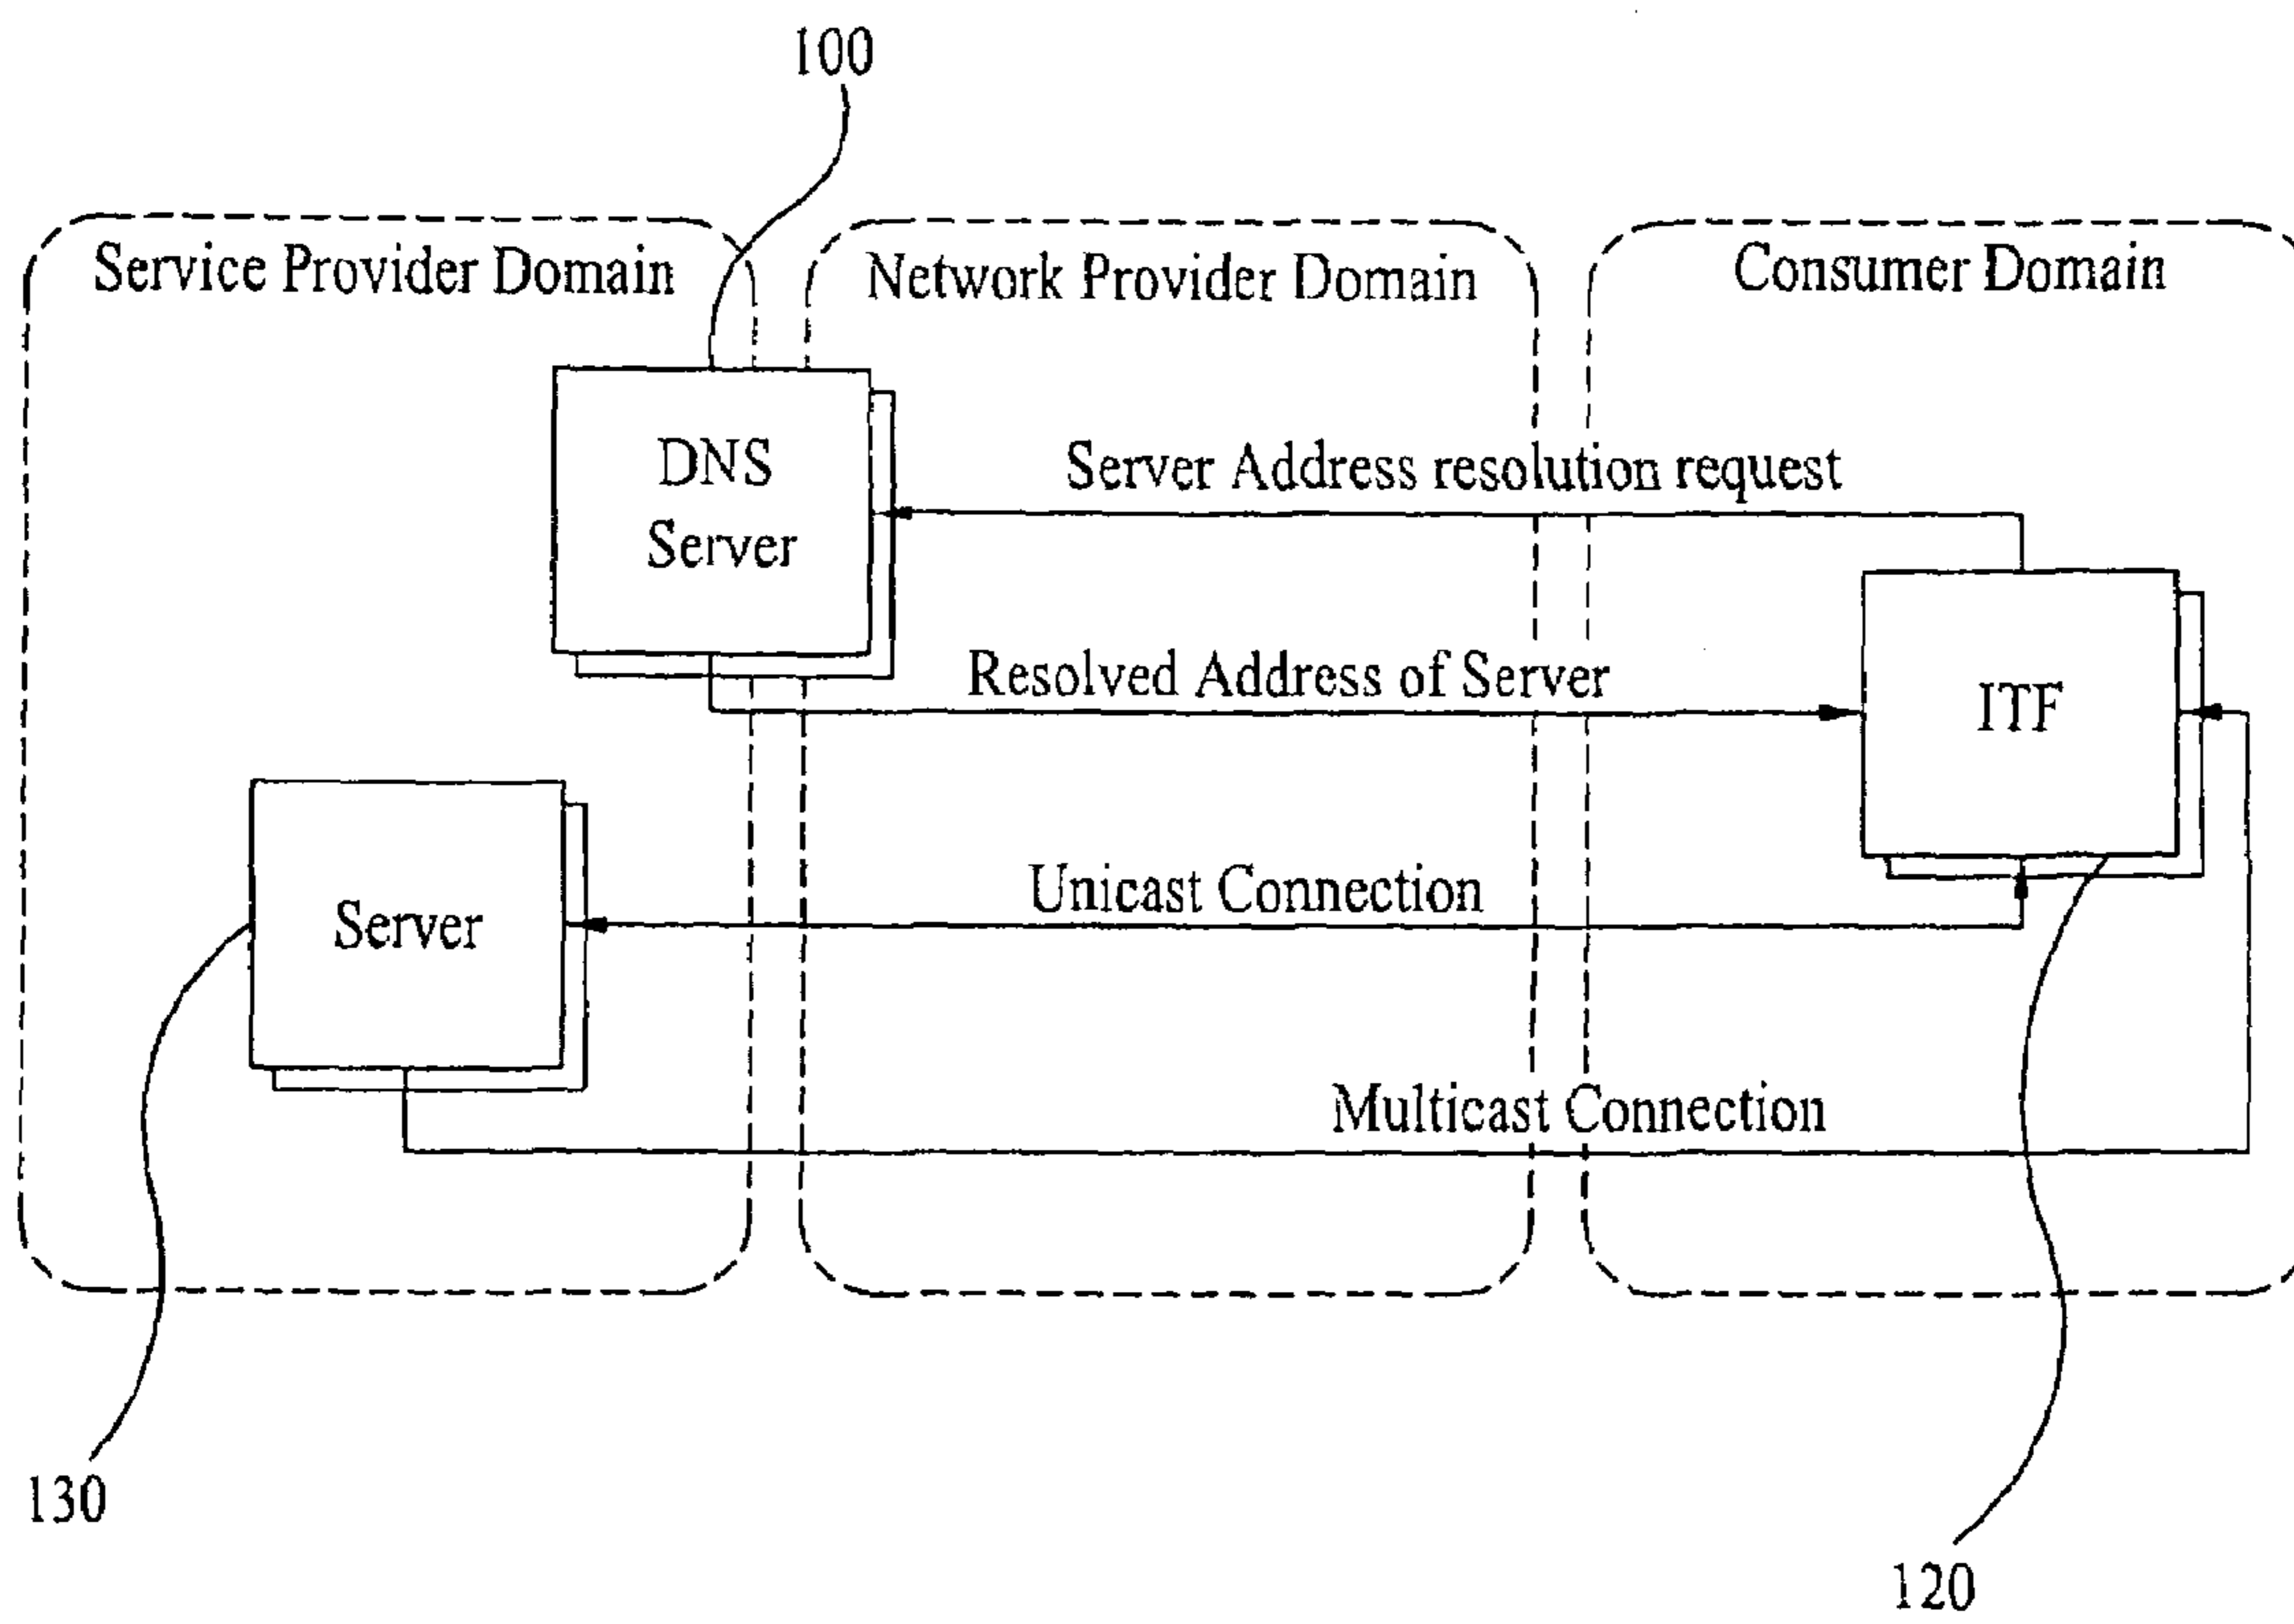 100
Service Provider Domain
Network Provider Domain
Consumer Domain
DNS
Server
Server Address resolution request
Resolved Address of Server
ITF
Unicast Connection
Server
Multicast Connection
130
120